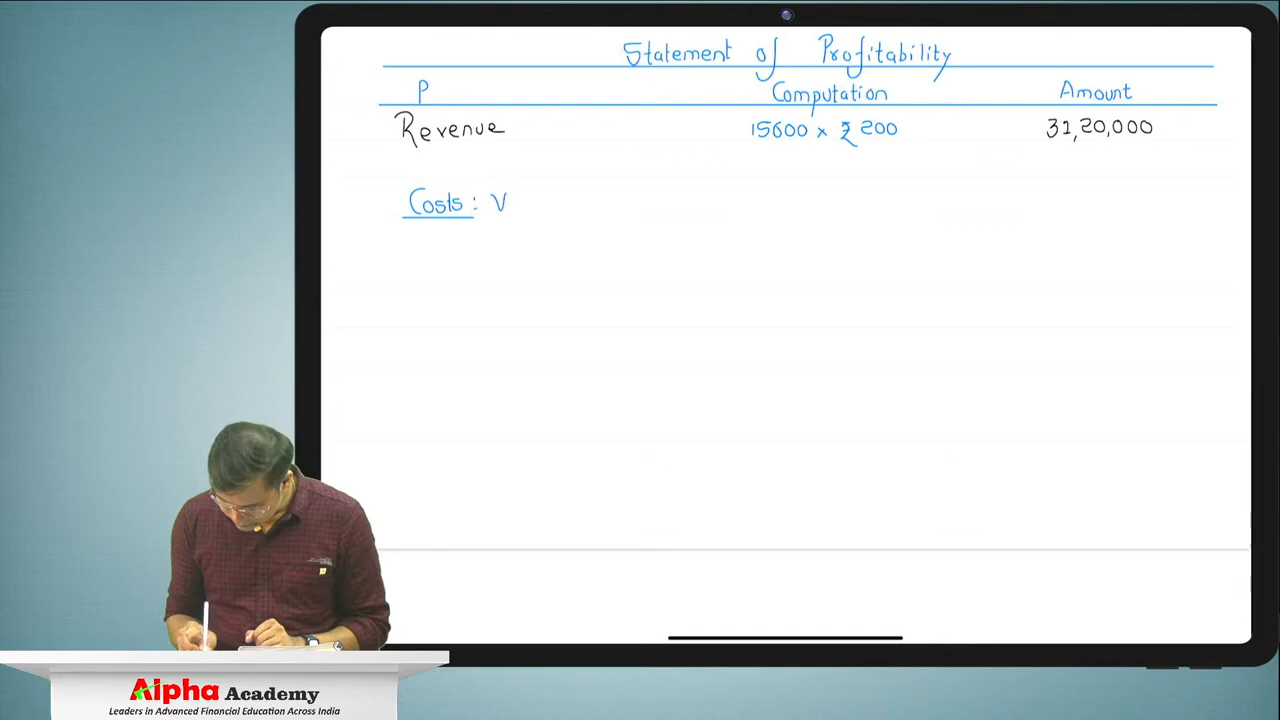 Statement of Profitability
P Computation Amount
Revenue 15600 x ₹ 200 31,20,000
Costs: V
Alpha Academy
Leaders in Advanced Financial Education Across India